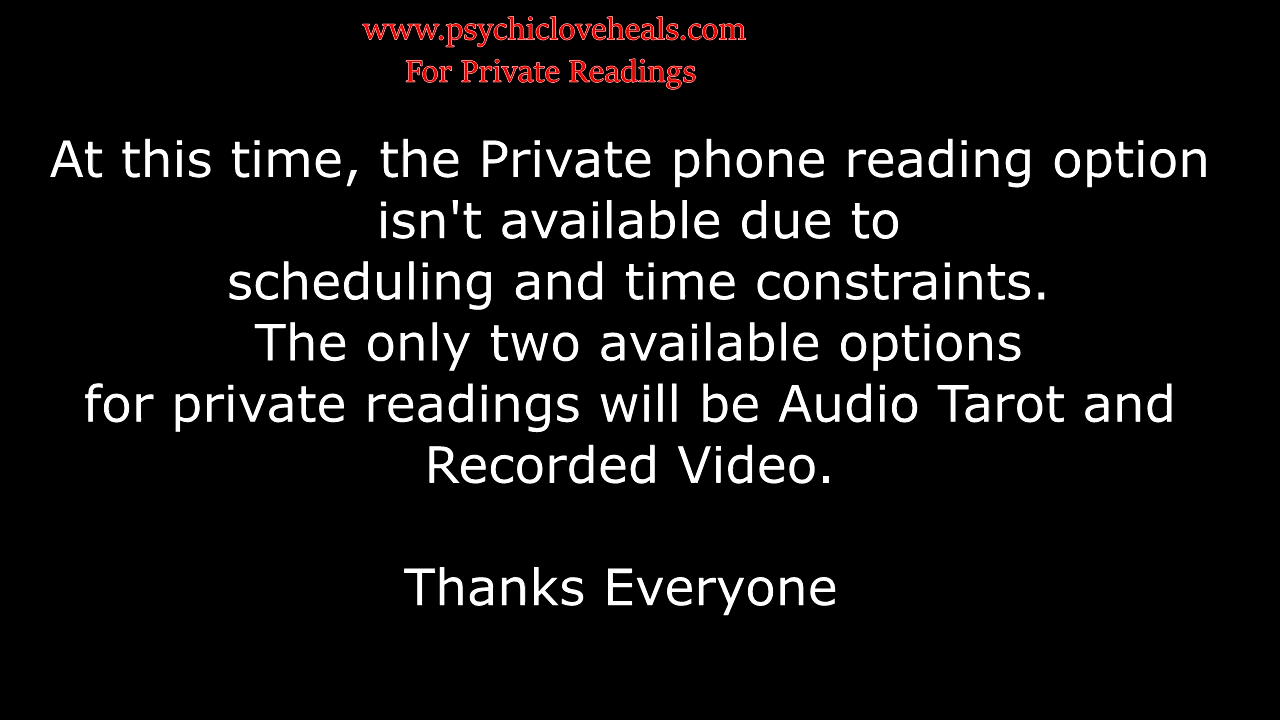 www.psychicloveheals.com
For Private Readings
At this time, the Private phone reading option
isn't available due to
scheduling and time constraints.
The only two available options
for private readings will be Audio Tarot and
Recorded Video.
Thanks Everyone